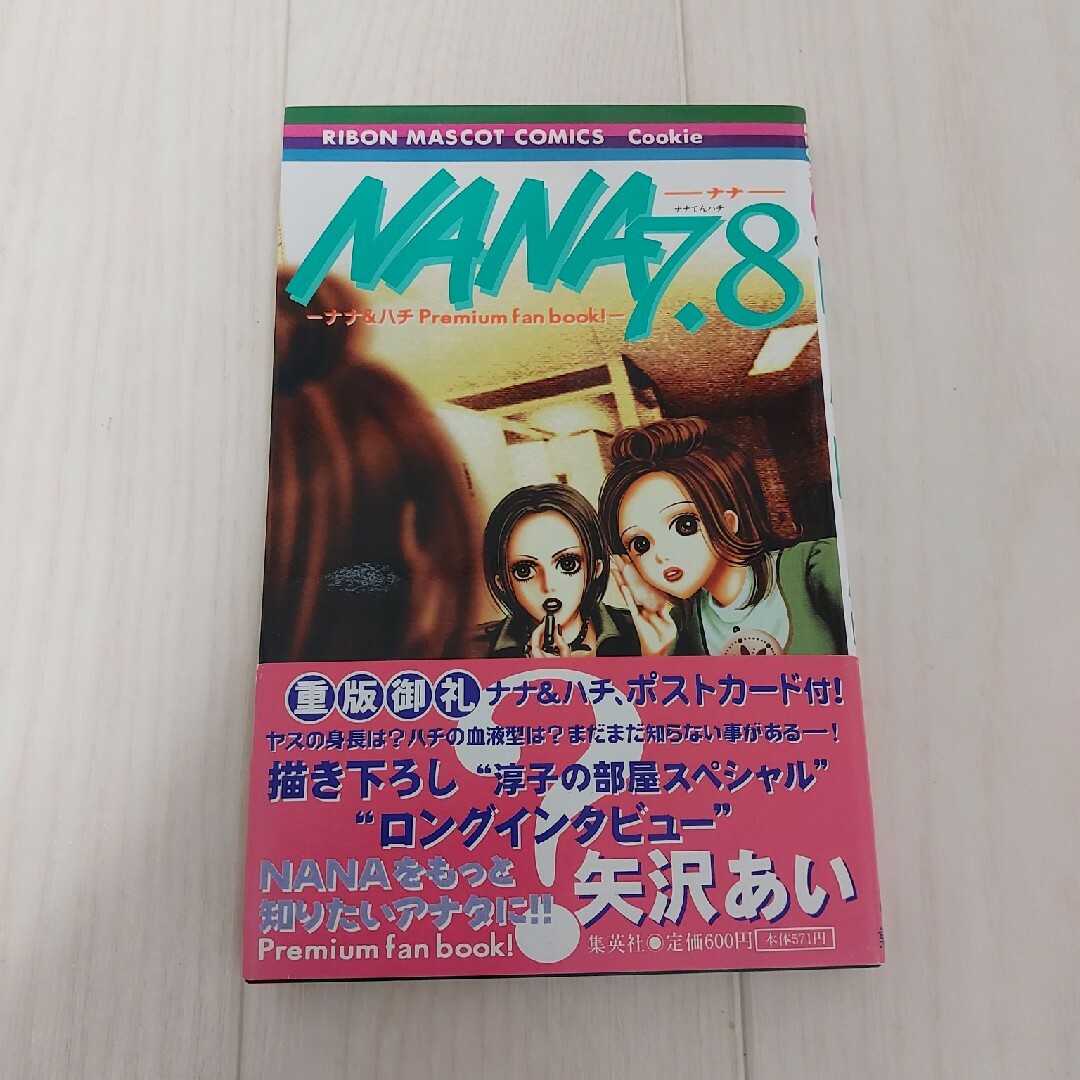 RIBON MASCOT COMICS Cookie
NANA
—ナナ—
ナナてんハチ
7.8
—ナナ&ハチ Premium fan book!—
重版御礼 ナナ&ハチ、ポストカード付!
ヤスの身長は?ハチの血液型は?まだまだ知らない事がある——!
描き下ろし “淳子の部屋スペシャル”
“ロングインタビュー”
?
NANAをもっと
知りたいアナタに!!
Premium fan book!
矢沢あい
集英社◉定価600円 本体571円